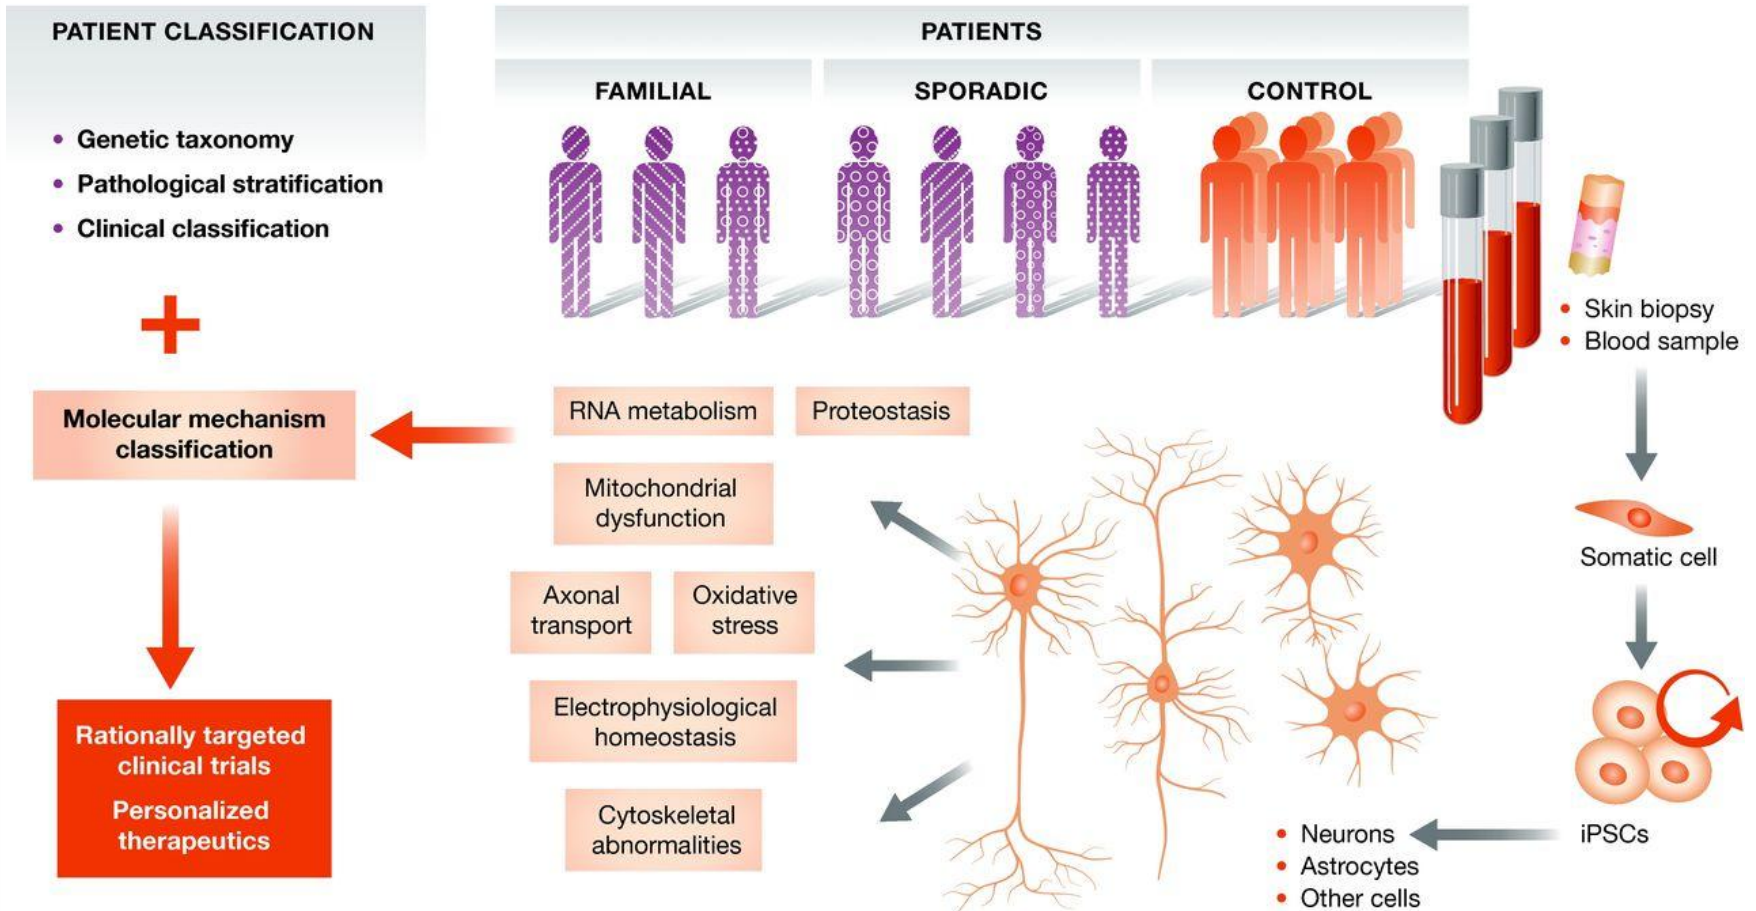 PATIENT CLASSIFICATION
• Genetic taxonomy
• Pathological stratification
• Clinical classification
+
Molecular mechanism
classification
Rationally targeted
clinical trials
Personalized
therapeutics
PATIENTS
FAMILIAL
SPORADIC
CONTROL
• Skin biopsy
• Blood sample
Somatic cell
iPSCs
• Neurons
• Astrocytes
• Other cells
RNA metabolism
Proteostasis
Mitochondrial
dysfunction
Axonal
transport
Oxidative
stress
Electrophysiological
homeostasis
Cytoskeletal
abnormalities